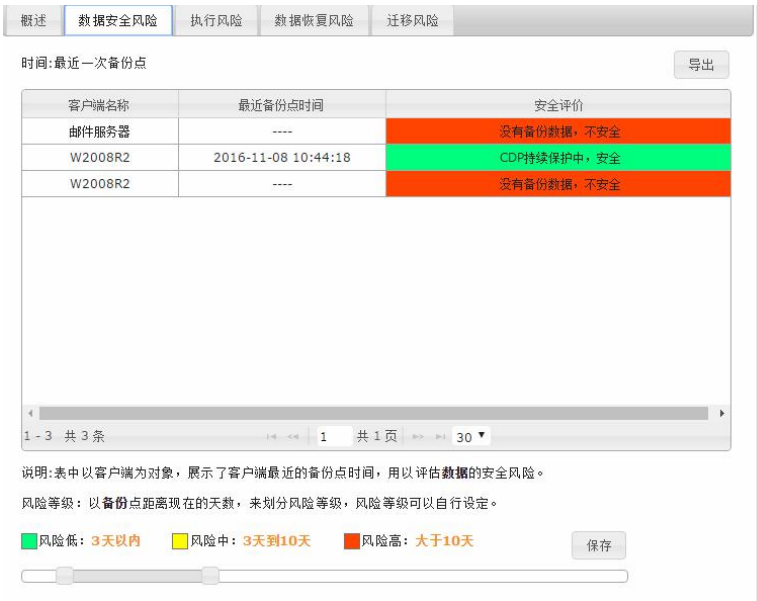 概述 数据安全风险 执行风险 数据恢复风险 迁移风险
时间:最近一次备份点 导出
客户端名称 最近备份点时间 安全评价
邮件服务器 ---- 没有备份数据，不安全
W2008R2 2016-11-08 10:44:18 CDP持续保护中，安全
W2008R2 ---- 没有备份数据，不安全
1 - 3 共 3 条 1 共 1 页 30
说明:表中以客户端为对象，展示了客户端最近的备份点时间，用以评估数据的安全风险。
风险等级：以备份点距离现在的天数，来划分风险等级，风险等级可以自行设定。
风险低：3天以内 风险中：3天到10天 风险高：大于10天 保存